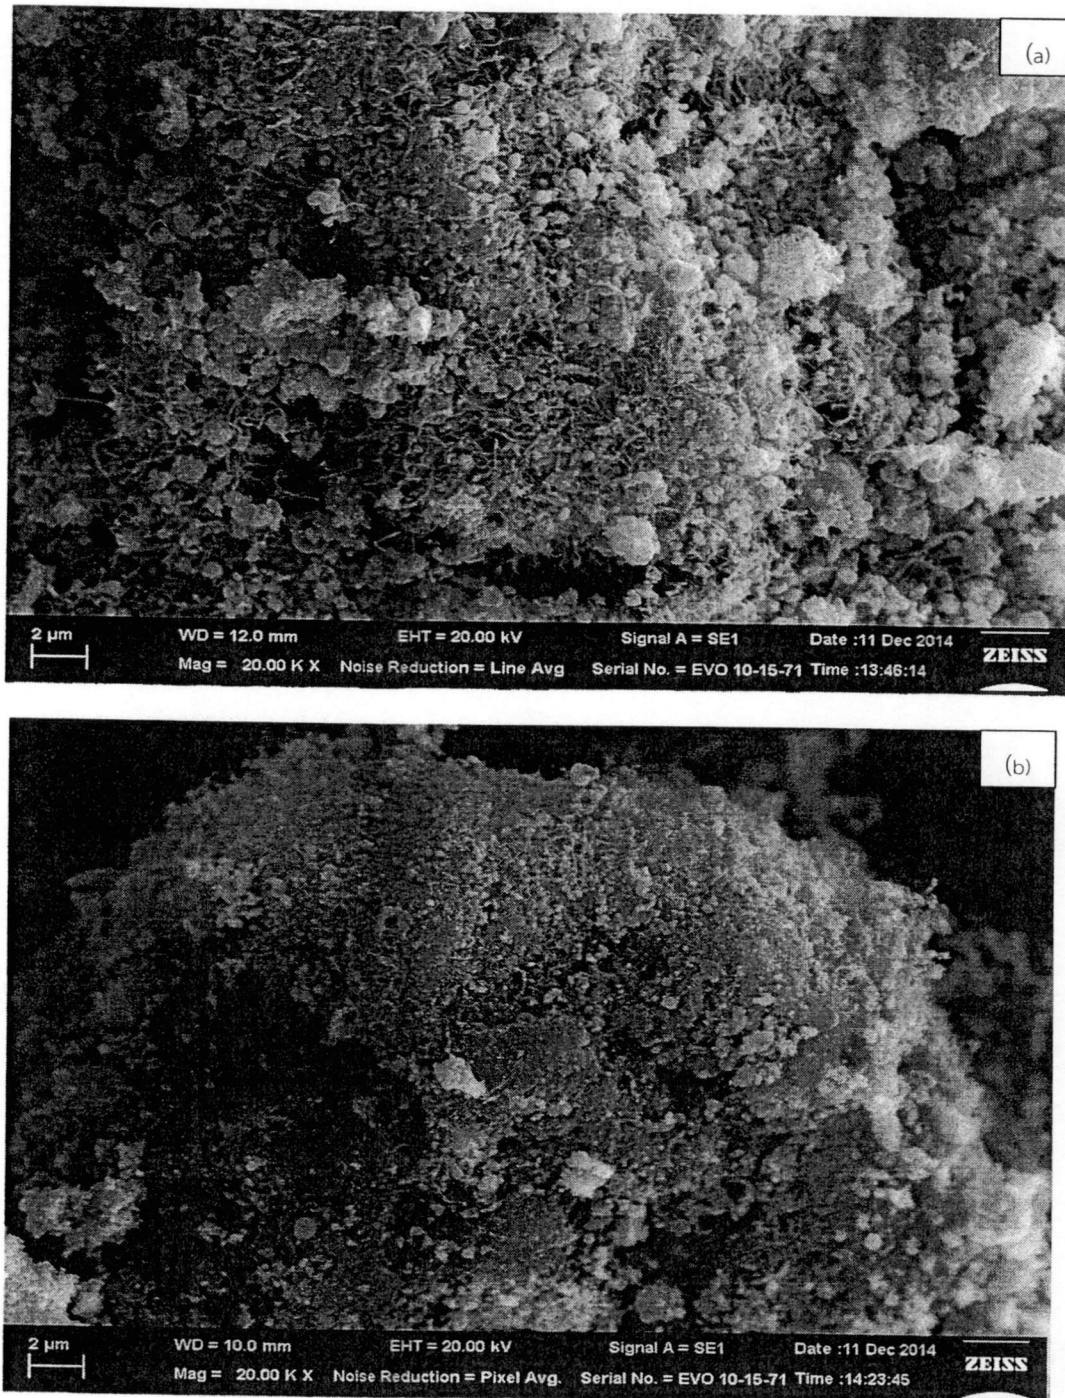 (a)
2 µm WD = 12.0 mm EHT = 20.00 kV Signal A = SE1 Date :11 Dec 2014 ZEISS
Mag = 20.00 K X Noise Reduction = Line Avg Serial No. = EVO 10-15-71 Time :13:46:14
(b)
2 µm WD = 10.0 mm EHT = 20.00 kV Signal A = SE1 Date :11 Dec 2014 ZEISS
Mag = 20.00 K X Noise Reduction = Pixel Avg. Serial No. = EVO 10-15-71 Time :14:23:45